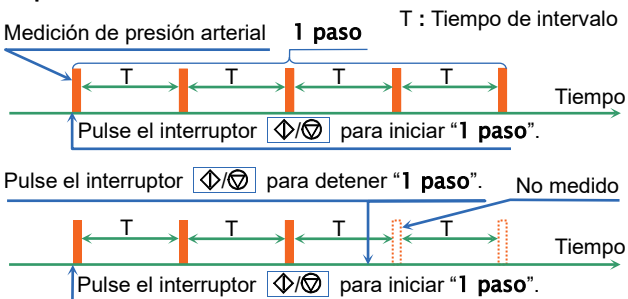 T : Tiempo de intervalo
Medición de presión arterial 1 paso
T T T T
Tiempo
Pulse el interruptor / para iniciar “1 paso”.
Pulse el interruptor / para detener “1 paso”.
No medido
T T T T
Tiempo
Pulse el interruptor / para iniciar “1 paso”.